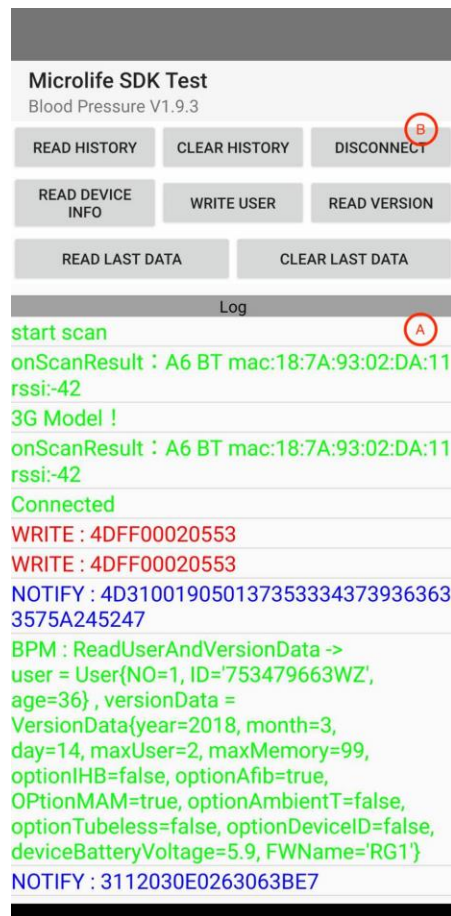 Microlife SDK Test
Blood Pressure V1.9.3
B
READ HISTORY
CLEAR HISTORY
DISCONNECT
READ DEVICE
INFO
WRITE USER
READ VERSION
READ LAST DATA
CLEAR LAST DATA
Log
A
start scan
onScanResult：A6 BT mac:18:7A:93:02:DA:11
rssi:-42
3G Model！
onScanResult：A6 BT mac:18:7A:93:02:DA:11
rssi:-42
Connected
WRITE : 4DFF00020553
WRITE : 4DFF00020553
NOTIFY : 4D3100190501373533334373936363
3575A245247
BPM : ReadUserAndVersionData ->
user = User{NO=1, ID='753479663WZ',
age=36} , versionData =
VersionData{year=2018, month=3,
day=14, maxUser=2, maxMemory=99,
optionIHB=false, optionAfib=true,
OPtionMAM=true, optionAmbientT=false,
optionTubeless=false, optionDeviceID=false,
deviceBatteryVoltage=5.9, FWName='RG1'}
NOTIFY : 3112030E0263063BE7